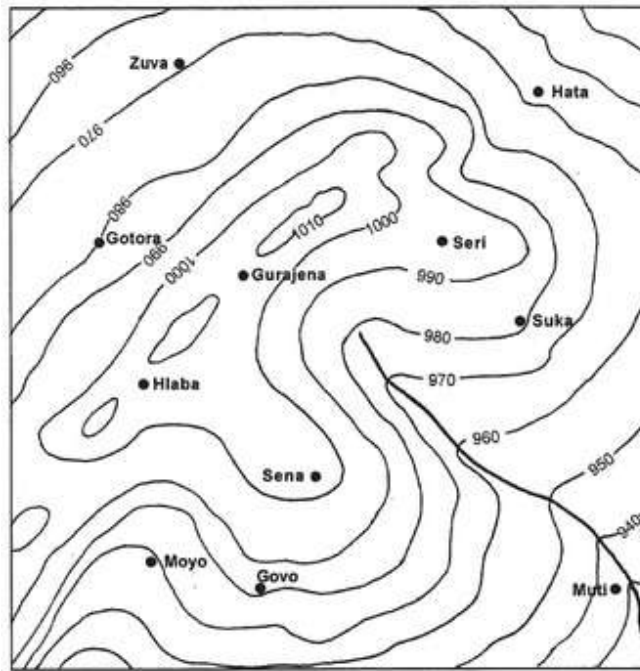 960
Zuva
Hata
970
980
Gotora
990
1010
1000
Seri
1000
Gurajena
990
Suka
980
Hlaba
970
960
950
Sena
940
Moyo
Govo
Muti